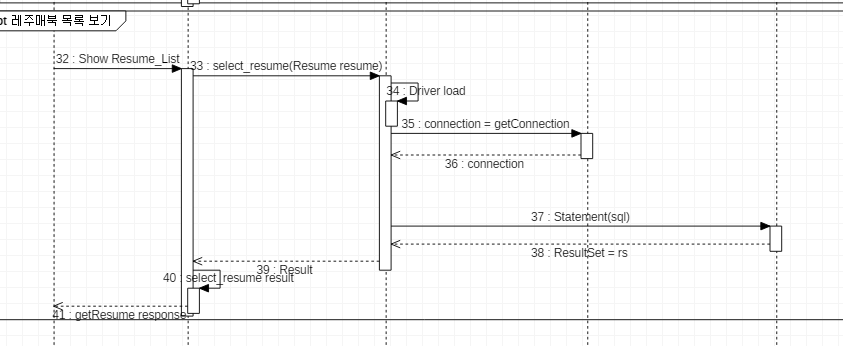 pt 레주매북 목록 보기
32 : Show Resume_List
33 : select_resume(Resume resume)
34 : Driver load
35 : connection = getConnection
36 : connection
37 : Statement(sql)
38 : ResultSet = rs
39 : Result
40 : select_resume result
41 : getResume response